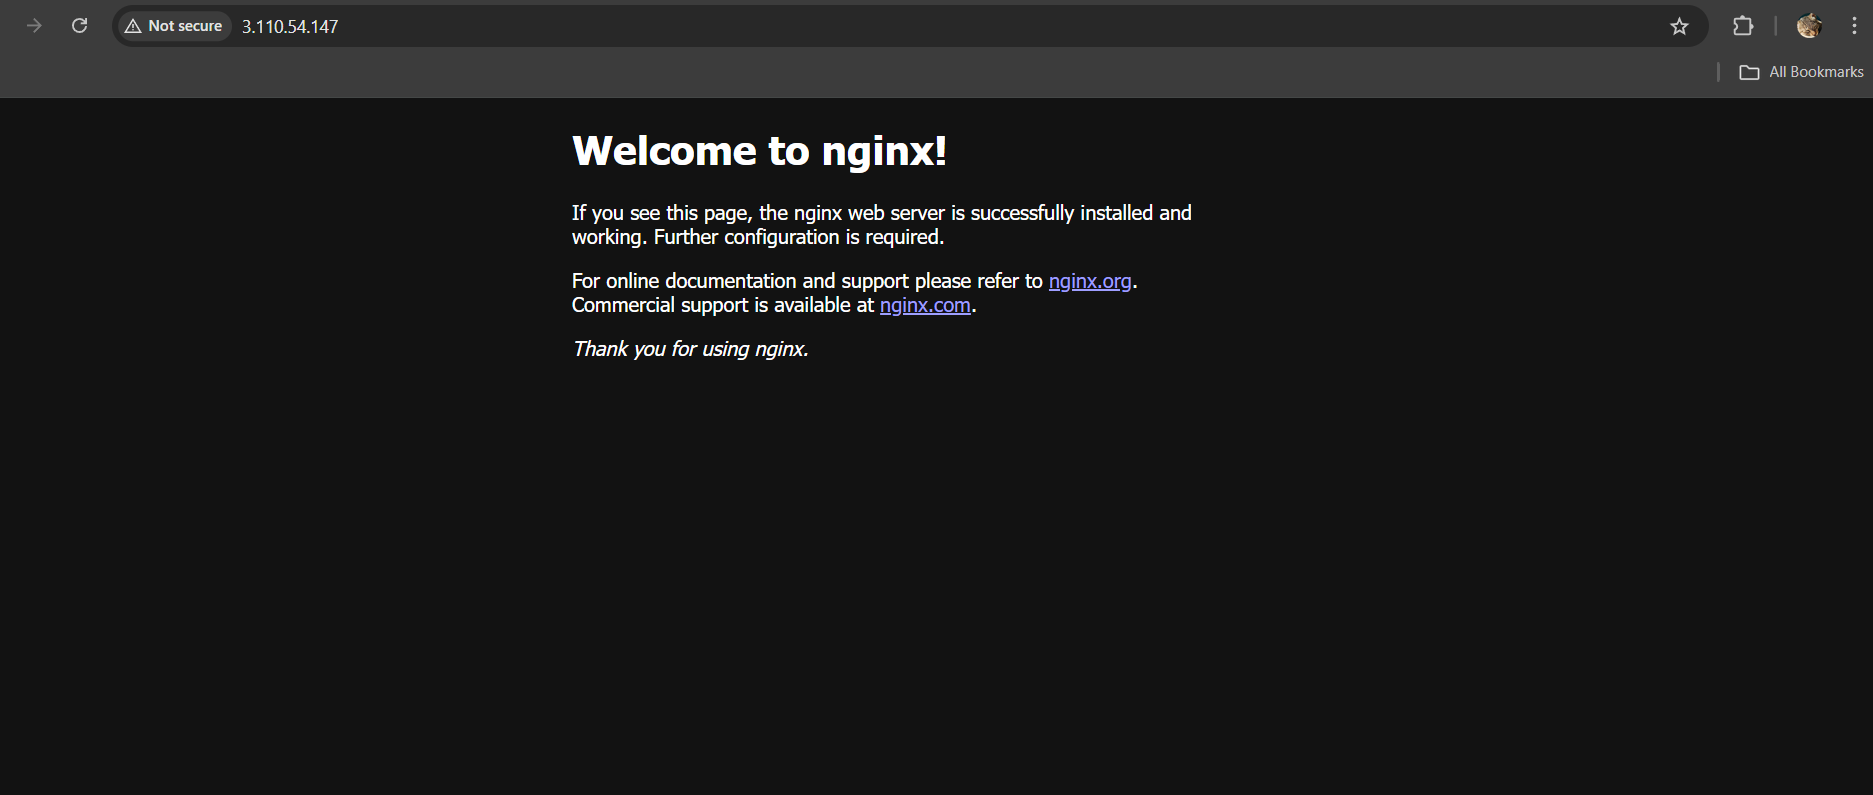 Not secure
3.110.54.147
All Bookmarks
Welcome to nginx!
If you see this page, the nginx web server is successfully installed and
working. Further configuration is required.
For online documentation and support please refer to nginx.org.
Commercial support is available at nginx.com.
Thank you for using nginx.